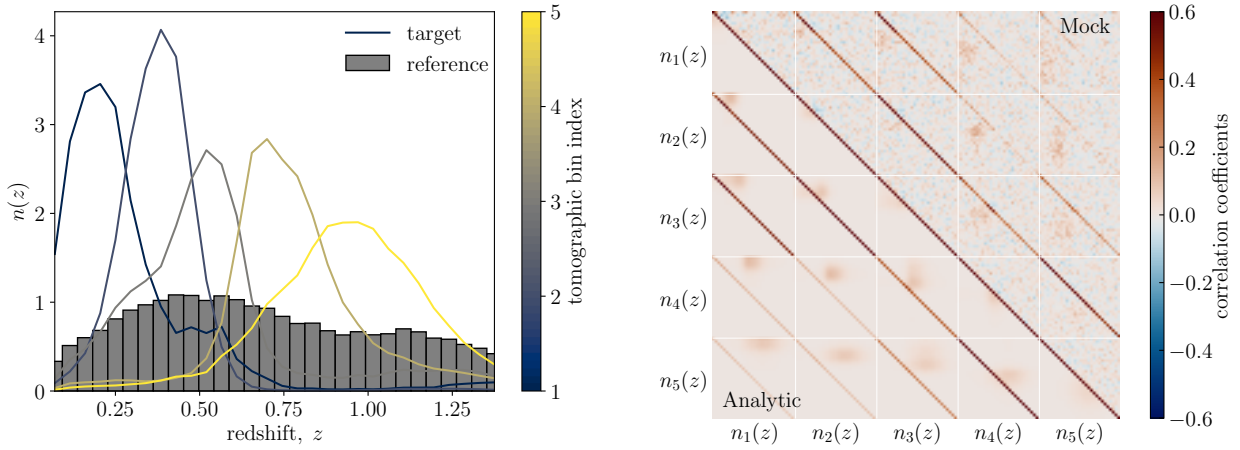 target
reference
n(z)
4
3
2
1
0
0.25
0.50
0.75
1.00
1.25
redshift, z
5
4
3
2
1
tomographic bin index
Mock
Analytic
n₁(z)
n₂(z)
n₃(z)
n₄(z)
n₅(z)
n₁(z)
n₂(z)
n₃(z)
n₄(z)
n₅(z)
0.6
0.4
0.2
0.0
−0.2
−0.4
−0.6
correlation coefficients